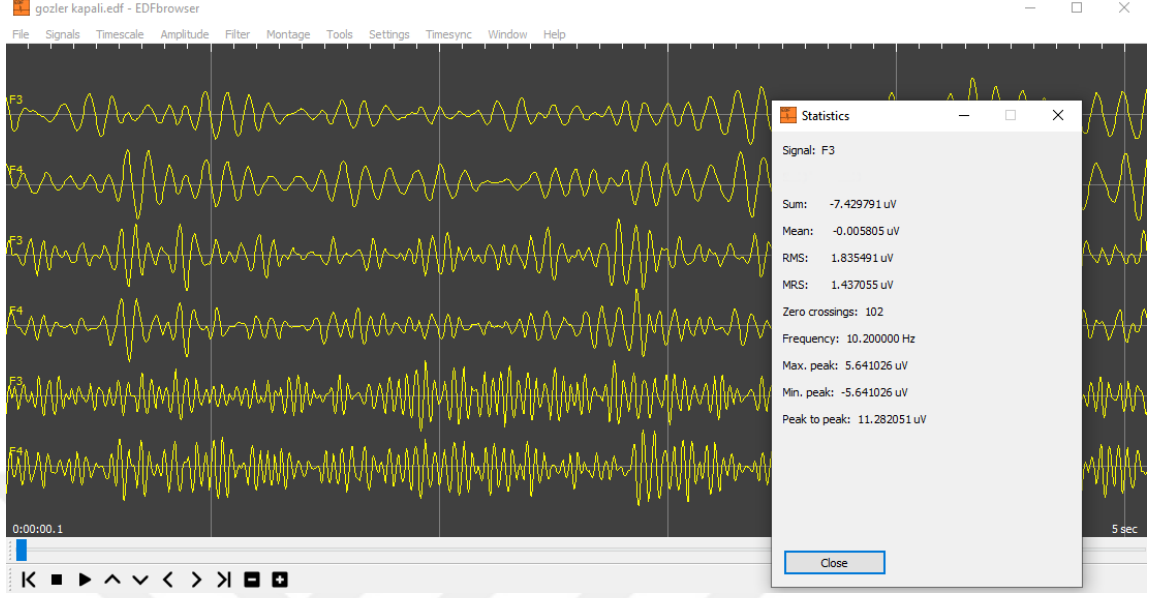 gozler kapali.edf - EDFbrowser
File Signals Timescale Amplitude Filter Montage Tools Settings Timesync Window Help
F3
F4
F3
F4
F3
F4
0:00:00.1
5 sec
Statistics
Signal: F3
Sum: -7.429791 uV
Mean: -0.005805 uV
RMS: 1.835491 uV
MRS: 1.437055 uV
Zero crossings: 102
Frequency: 10.200000 Hz
Max. peak: 5.641026 uV
Min. peak: -5.641026 uV
Peak to peak: 11.282051 uV
Close